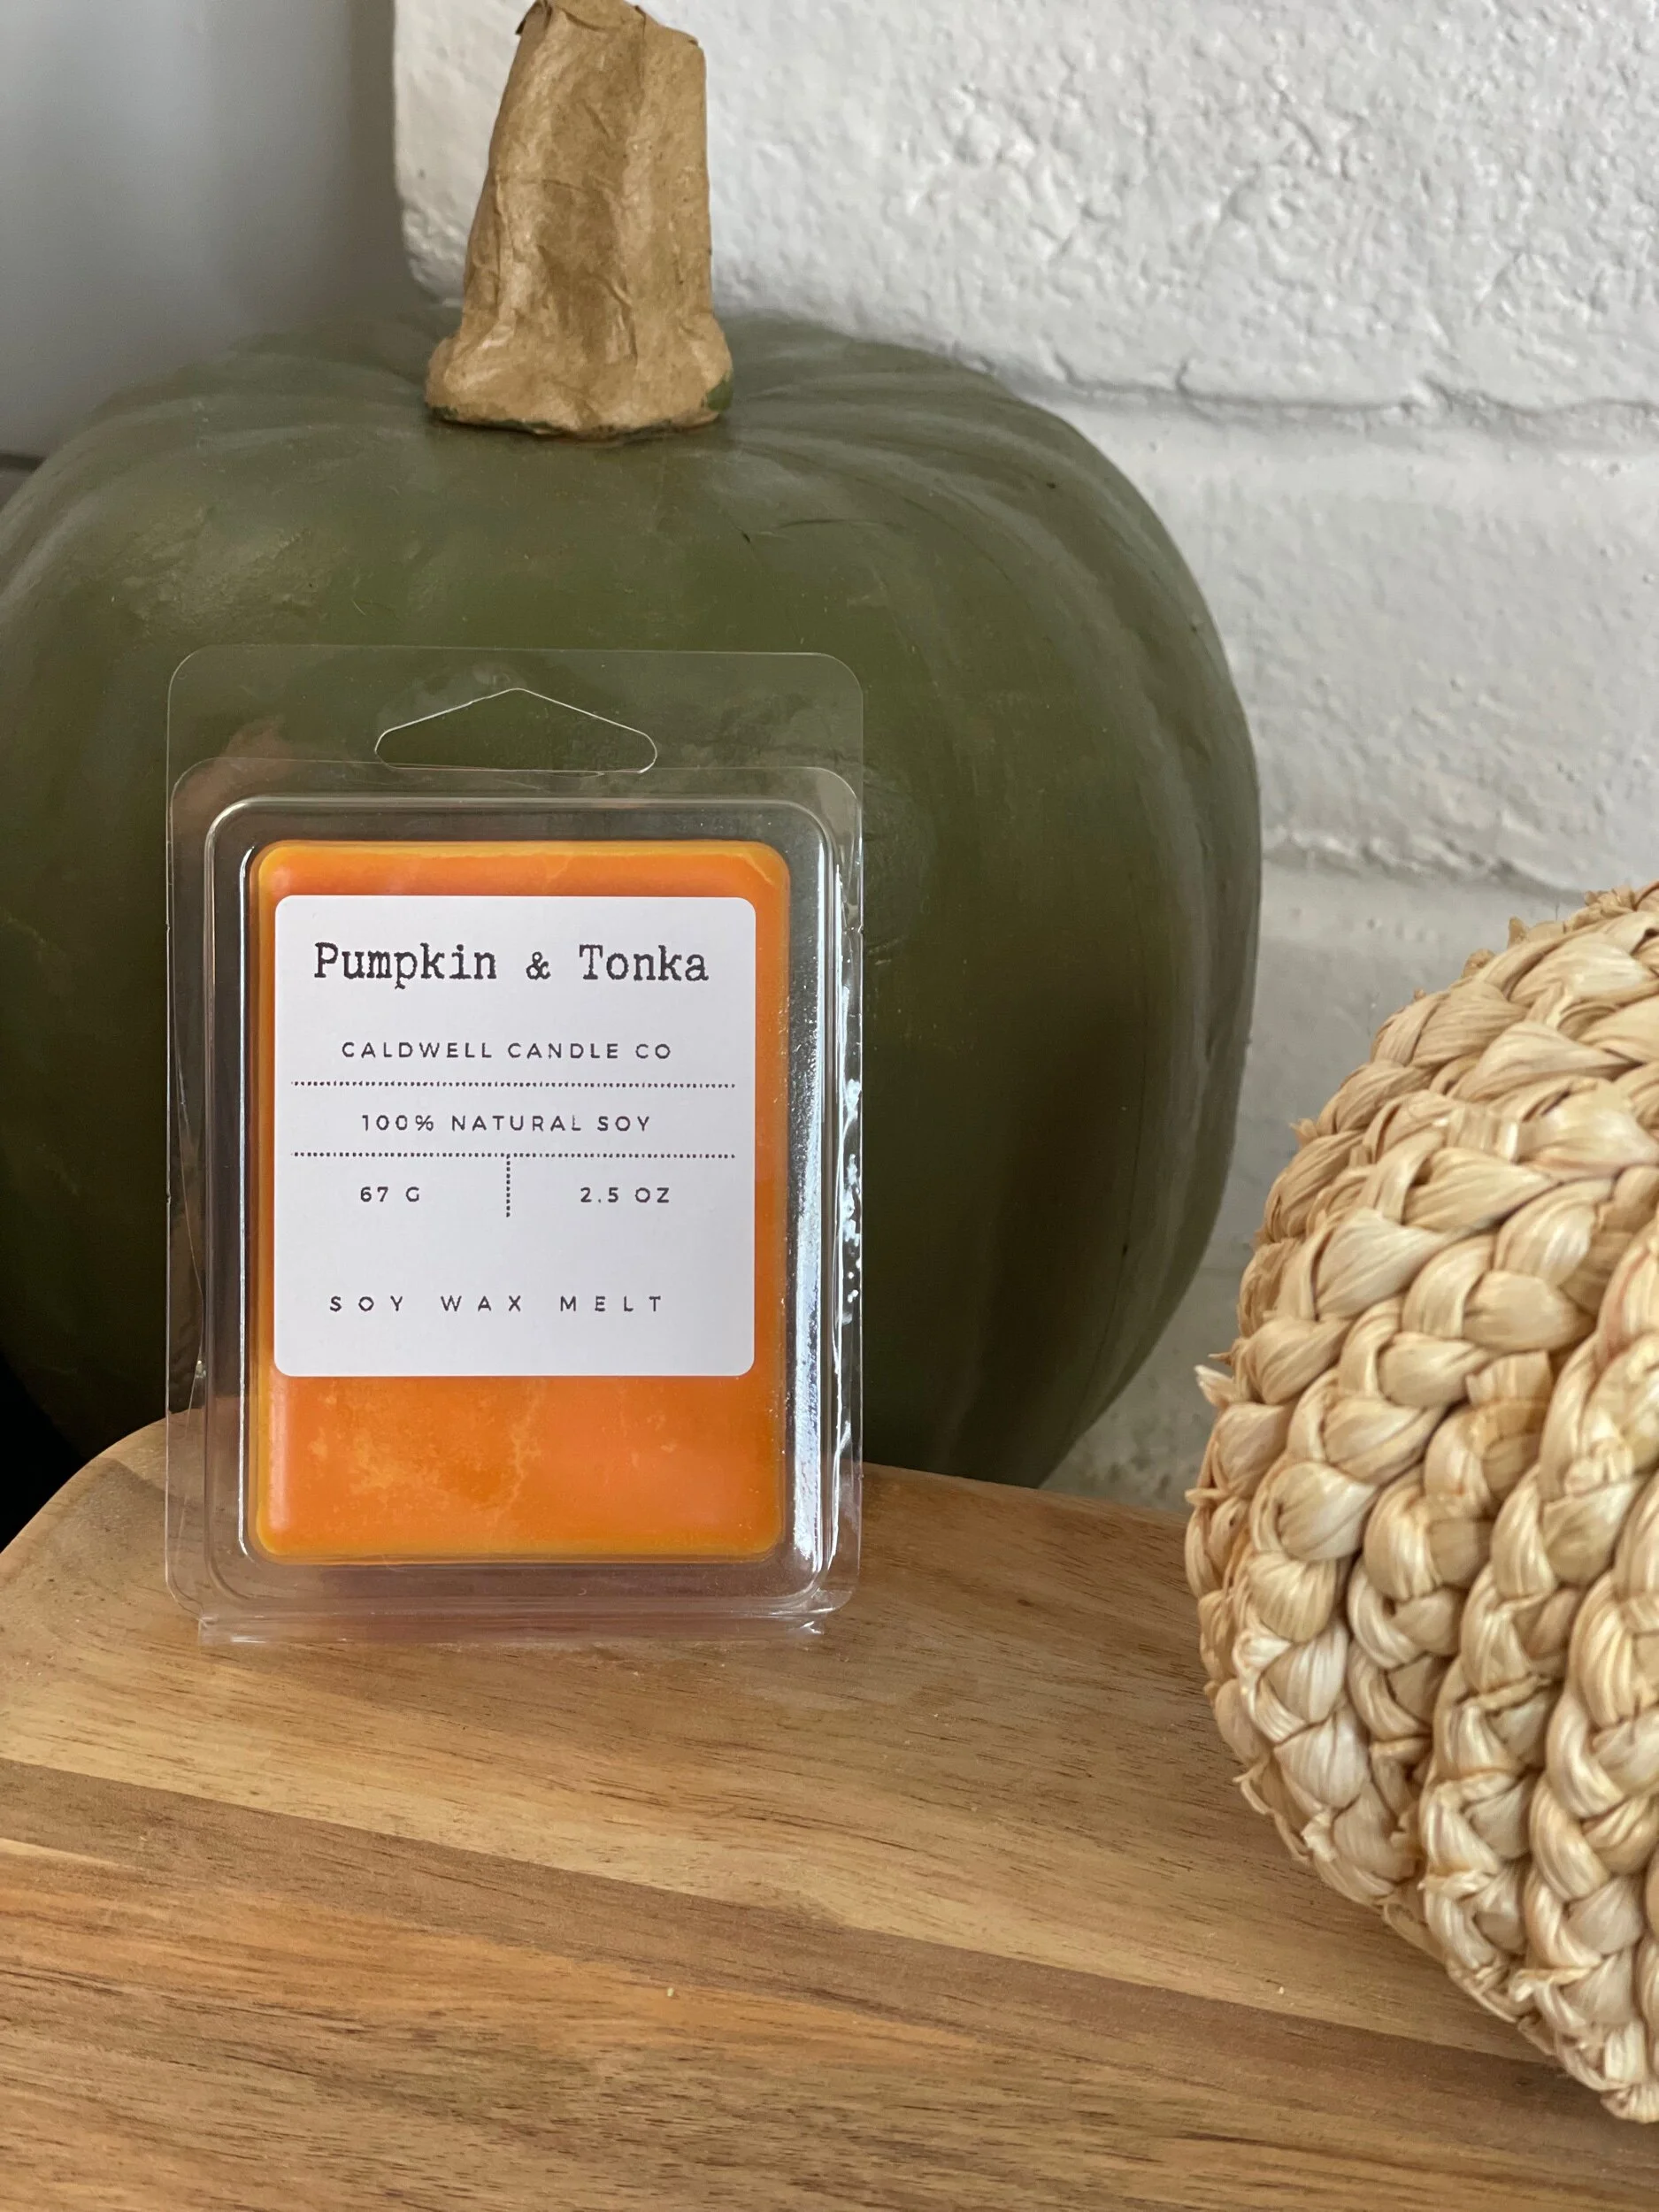 Pumpkin & Tonka
CALDWELL CANDLE CO
100% NATURAL SOY
67 G 2.5 OZ
SOY WAX MELT